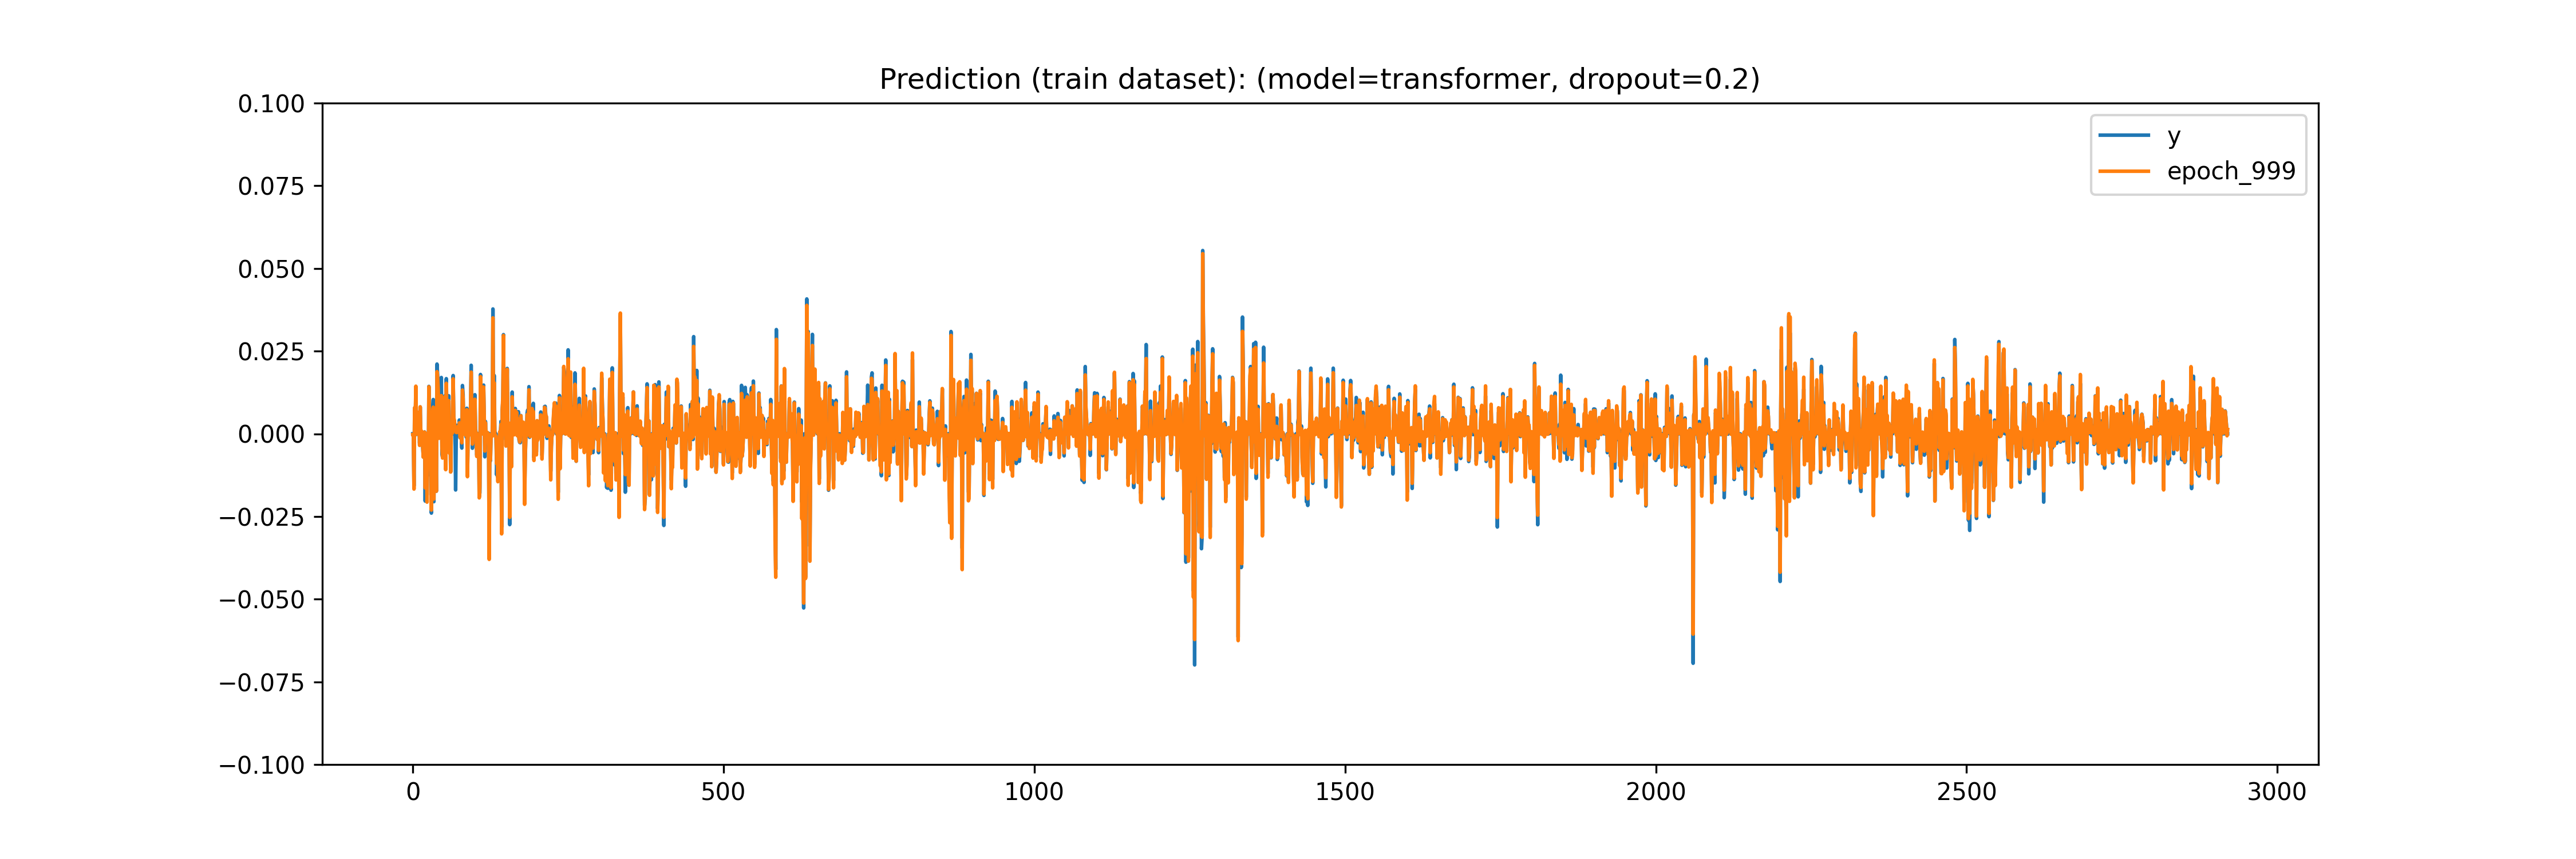 Prediction (train dataset): (model=transformer, dropout=0.2)
0.100
0.075
0.050
0.025
0.000
−0.025
−0.050
−0.075
−0.100
0 500 1000 1500 2000 2500 3000
y
epoch_999